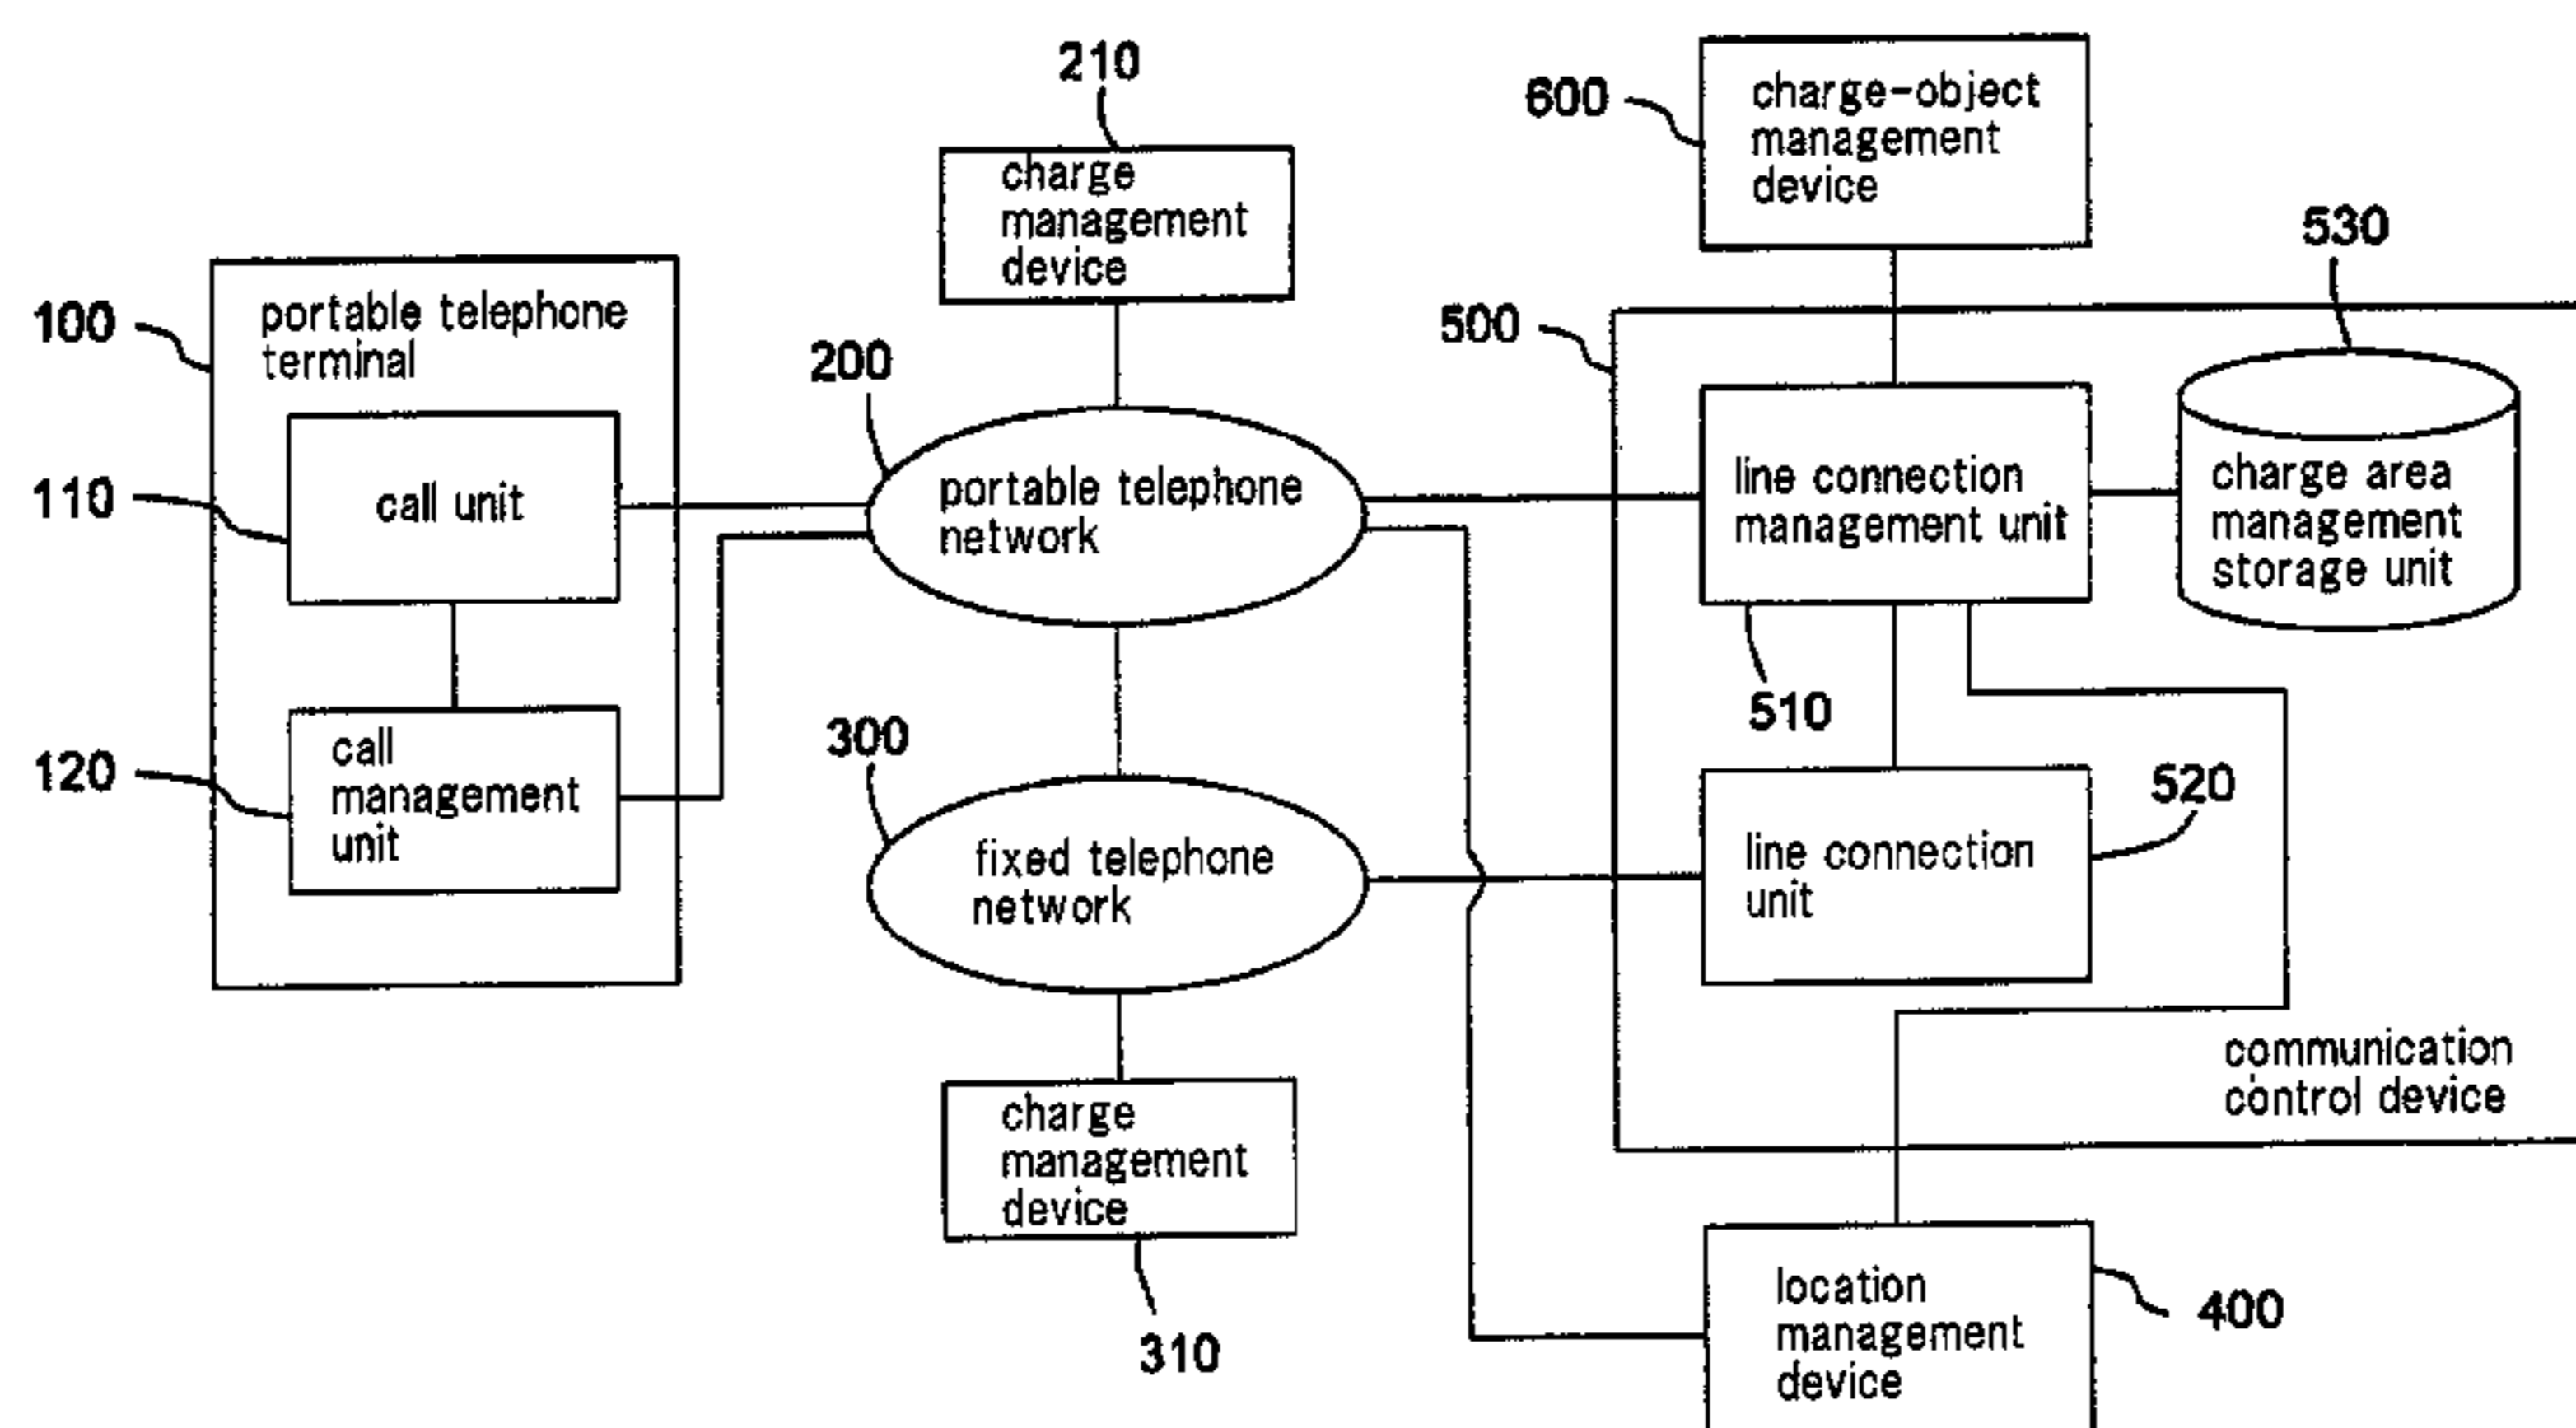 210
charge
management
device
600
charge-object
management
device
530
100
portable telephone
terminal
200
500
110
call unit
portable telephone
network
line connection
management unit
charge area
management
storage unit
510
120
call
management
unit
300
fixed telephone
network
520
line connection
unit
communication
control device
charge
management
device
310
location
management
device
400